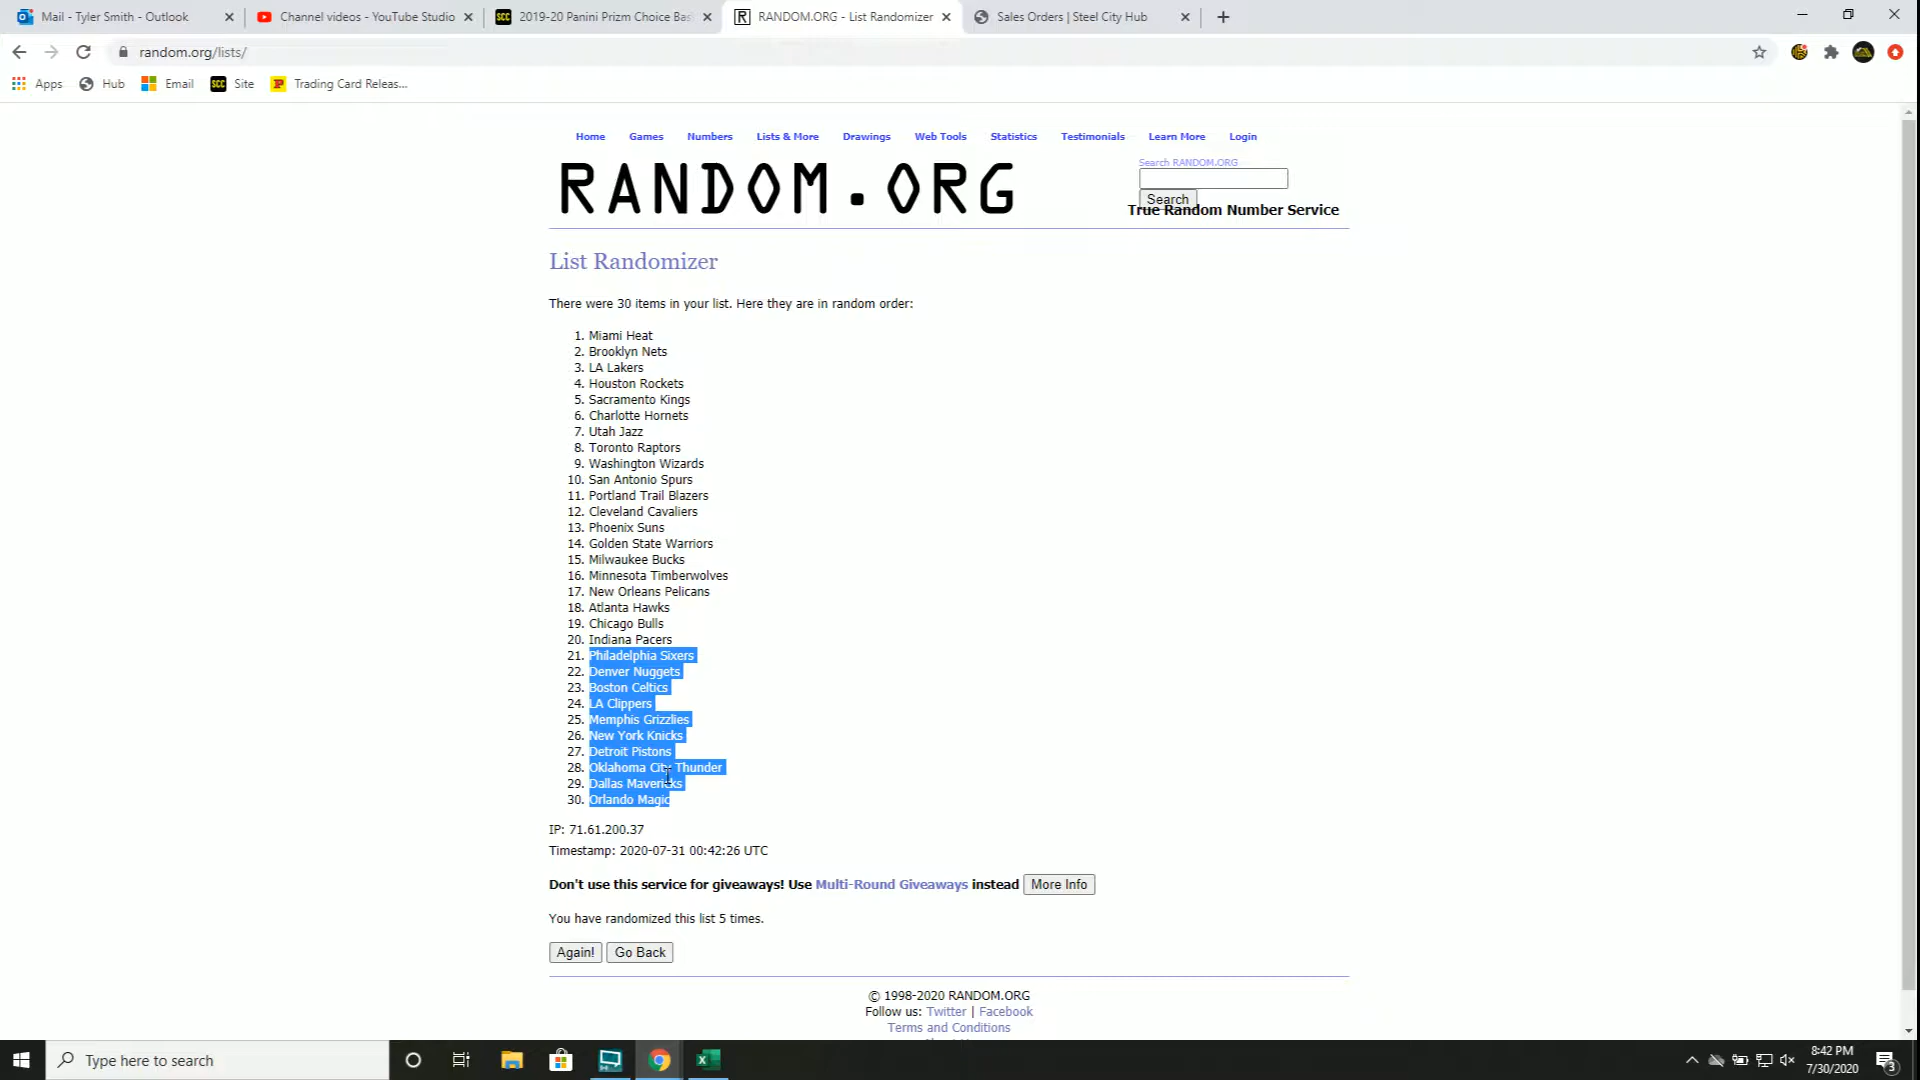 Mail - Tyler Smith - Outlook
Channel videos - YouTube Studio
SCC 2019-20 Panini Prizm Choice Bas
R RANDOM.ORG - List Randomizer
Sales Orders | Steel City Hub
random.org/lists/
Apps Hub Email SCC Site Trading Card Releas...
Home Games Numbers Lists & More Drawings Web Tools Statistics Testimonials Learn More Login
RANDOM.ORG
Search RANDOM.ORG
Search
True Random Number Service
List Randomizer
There were 30 items in your list. Here they are in random order:
1. Miami Heat
2. Brooklyn Nets
3. LA Lakers
4. Houston Rockets
5. Sacramento Kings
6. Charlotte Hornets
7. Utah Jazz
8. Toronto Raptors
9. Washington Wizards
10. San Antonio Spurs
11. Portland Trail Blazers
12. Cleveland Cavaliers
13. Phoenix Suns
14. Golden State Warriors
15. Milwaukee Bucks
16. Minnesota Timberwolves
17. New Orleans Pelicans
18. Atlanta Hawks
19. Chicago Bulls
20. Indiana Pacers
21. Philadelphia Sixers
22. Denver Nuggets
23. Boston Celtics
24. LA Clippers
25. Memphis Grizzlies
26. New York Knicks
27. Detroit Pistons
28. Oklahoma City Thunder
29. Dallas Mavericks
30. Orlando Magic
IP: 71.61.200.37
Timestamp: 2020-07-31 00:42:26 UTC
Don't use this service for giveaways! Use Multi-Round Giveaways instead More Info
You have randomized this list 5 times.
Again! Go Back
© 1998-2020 RANDOM.ORG
Follow us: Twitter | Facebook
Terms and Conditions
Type here to search
8:42 PM
7/30/2020
3